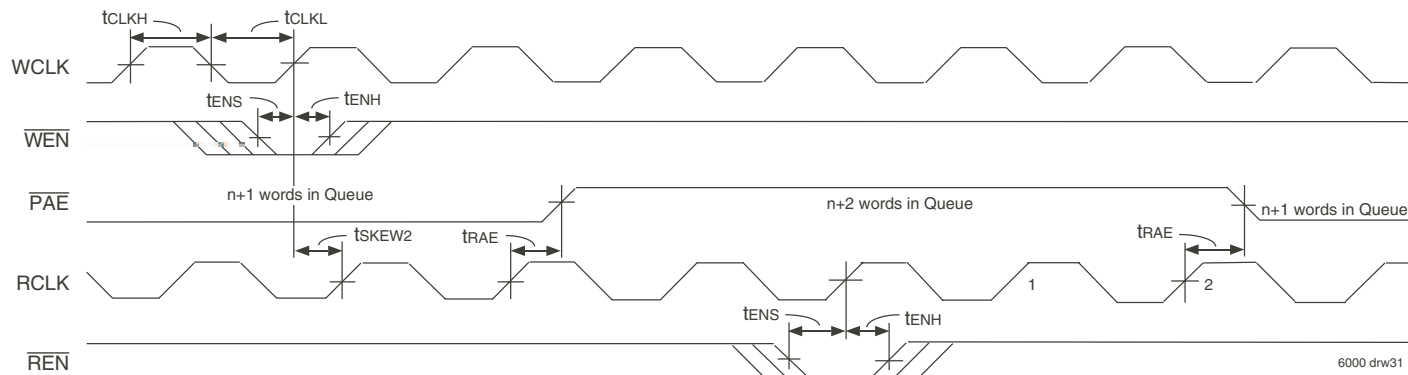 tCLKH tCLKL
WCLK
tENS tENH
WEN
n+1 words in Queue
PAE n+2 words in Queue n+1 words in Queue
tSKEW2 tRAE tRAE
RCLK 1 2
tENS tENH
REN
6000 drw31